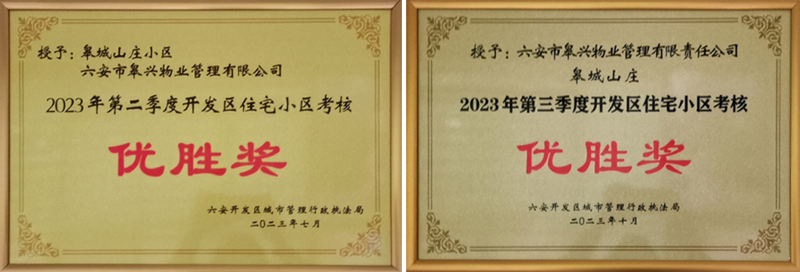 授予：皋城山庄小区
六安市皋兴物业管理有限公司
2023年第二季度开发区住宅小区考核
优胜奖
六安开发区城市管理行政执法局
二〇二三年七月
授予：六安市皋兴物业管理有限责任公司
皋城山庄
2023年第三季度开发区住宅小区考核
优胜奖
六安开发区城市管理行政执法局
二〇二三年十月